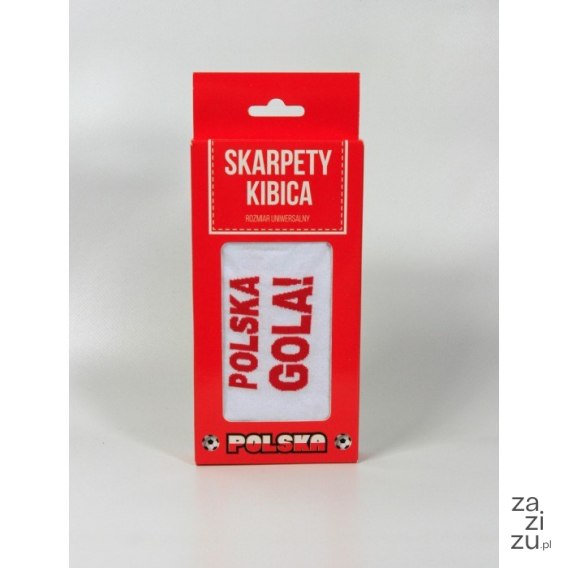 SKARPETY
KIBICA
ROZMIAR UNIWERSALNY
POLSKA
GOLA!
POLSKA
za
zi
zu.pl